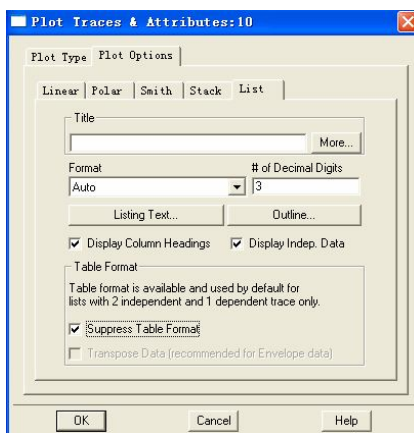 Plot Traces & Attributes:10
Plot Type Plot Options
Linear Polar Smith Stack List
Title
More...
Format # of Decimal Digits
Auto 3
Listing Text... Outline...
Display Column Headings Display Indep. Data
Table Format
Table format is available and used by default for
lists with 2 independent and 1 dependent trace only.
Suppress Table Format
Transpose Data (recommended for Envelope data)
OK Cancel Help